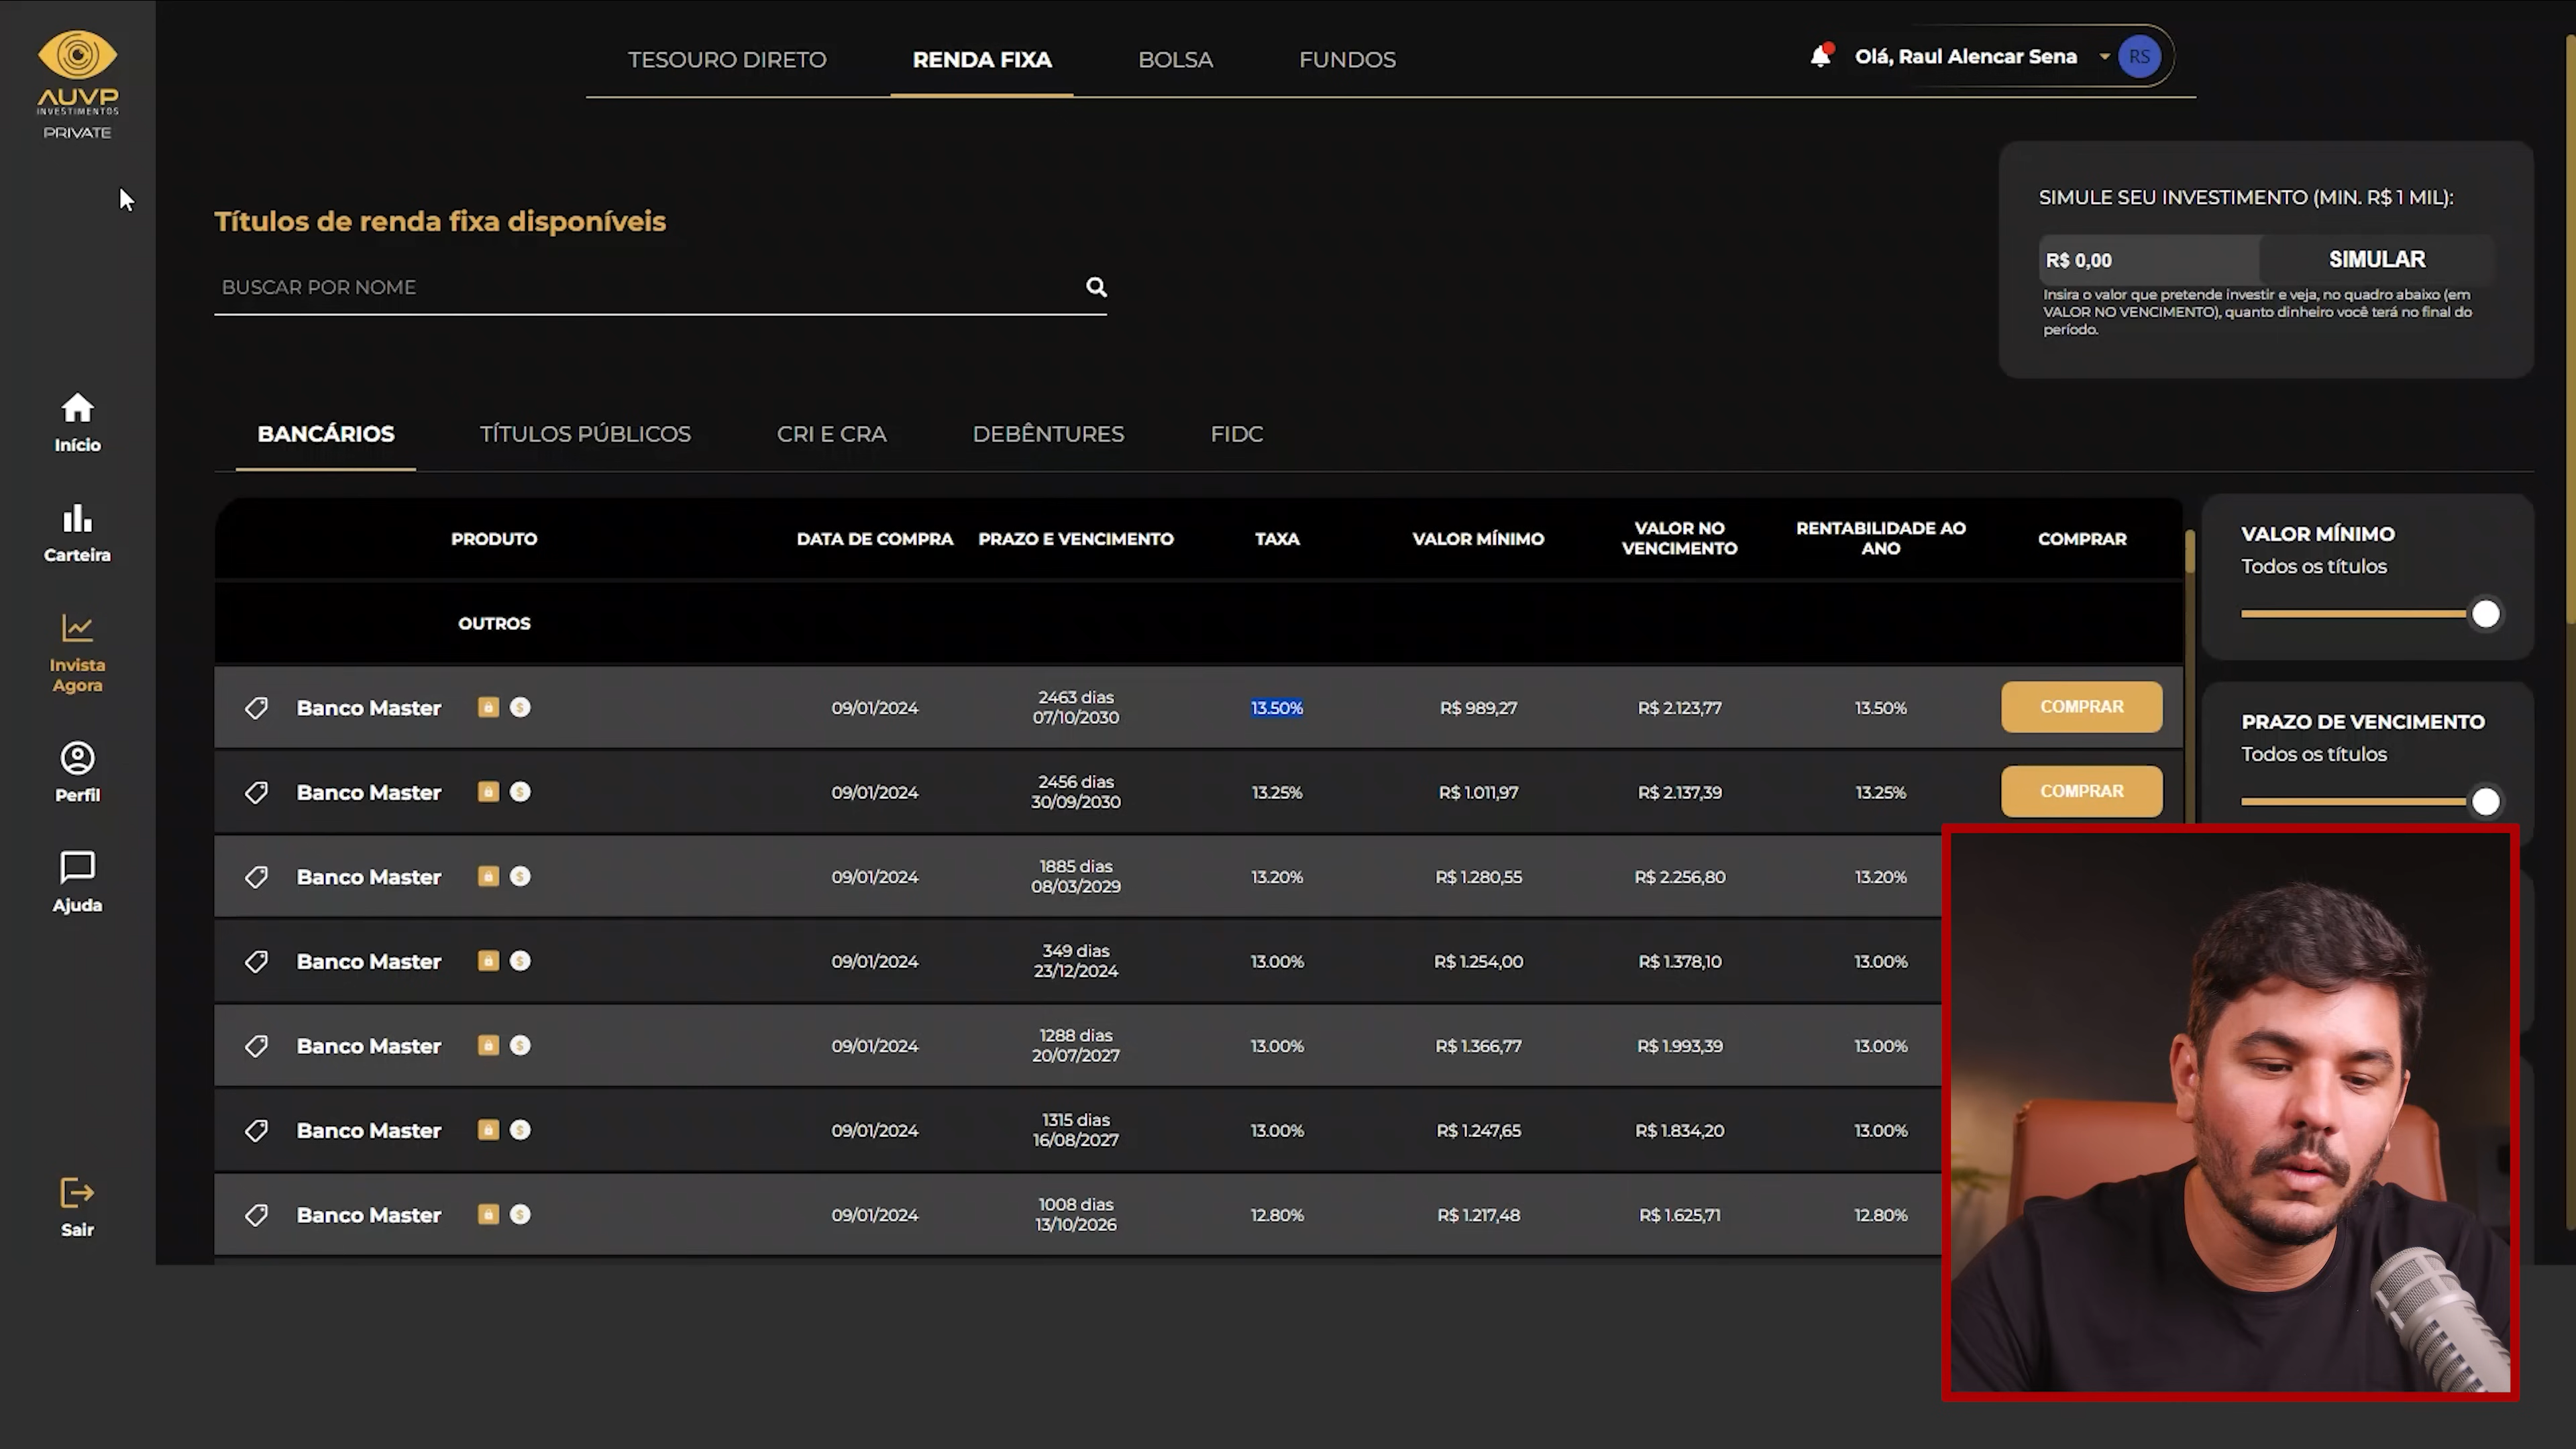 AUVP
INVESTIMENTOS
PRIVATE
TESOURO DIRETO
RENDA FIXA
BOLSA
FUNDOS
Olá, Raul Alencar Sena
RS
Títulos de renda fixa disponíveis
BUSCAR POR NOME
SIMULE SEU INVESTIMENTO (MIN. R$ 1 MIL):
R$ 0,00
SIMULAR
Insira o valor que pretende investir e veja, no quadro abaixo (em
VALOR NO VENCIMENTO), quanto dinheiro você terá no final do
período.
Início
Carteira
Invista
Agora
Perfil
Ajuda
Sair
BANCÁRIOS
TÍTULOS PÚBLICOS
CRI E CRA
DEBÊNTURES
FIDC
PRODUTO DATA DE COMPRA PRAZO E VENCIMENTO TAXA VALOR MÍNIMO VALOR NO VENCIMENTO RENTABILIDADE AO ANO COMPRAR
OUTROS
Banco Master 09/01/2024 2463 dias 07/10/2030 13.50% R$ 989,27 R$ 2.123,77 13.50% COMPRAR
Banco Master 09/01/2024 2456 dias 30/09/2030 13.25% R$ 1.011,97 R$ 2.137,39 13.25% COMPRAR
Banco Master 09/01/2024 1885 dias 08/03/2029 13.20% R$ 1.280,55 R$ 2.256,80 13.20%
Banco Master 09/01/2024 349 dias 23/12/2024 13.00% R$ 1.254,00 R$ 1.378,10 13.00%
Banco Master 09/01/2024 1288 dias 20/07/2027 13.00% R$ 1.366,77 R$ 1.993,39 13.00%
Banco Master 09/01/2024 1315 dias 16/08/2027 13.00% R$ 1.247,65 R$ 1.834,20 13.00%
Banco Master 09/01/2024 1008 dias 13/10/2026 12.80% R$ 1.217,48 R$ 1.625,71 12.80%
VALOR MÍNIMO
Todos os títulos
PRAZO DE VENCIMENTO
Todos os títulos